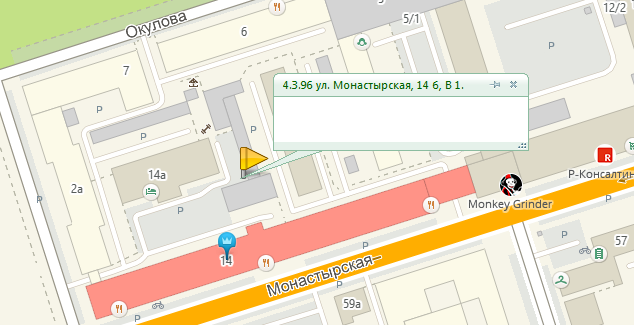 Окулова
12/2
5/1
6
7
4.3.96 ул. Монастырская, 14 б, В 1.
P
P
P
P
14а
2а
P
R
Р-Консалтин
Monkey Grinder
P
P
57
14
Монастырская
59а
P
P